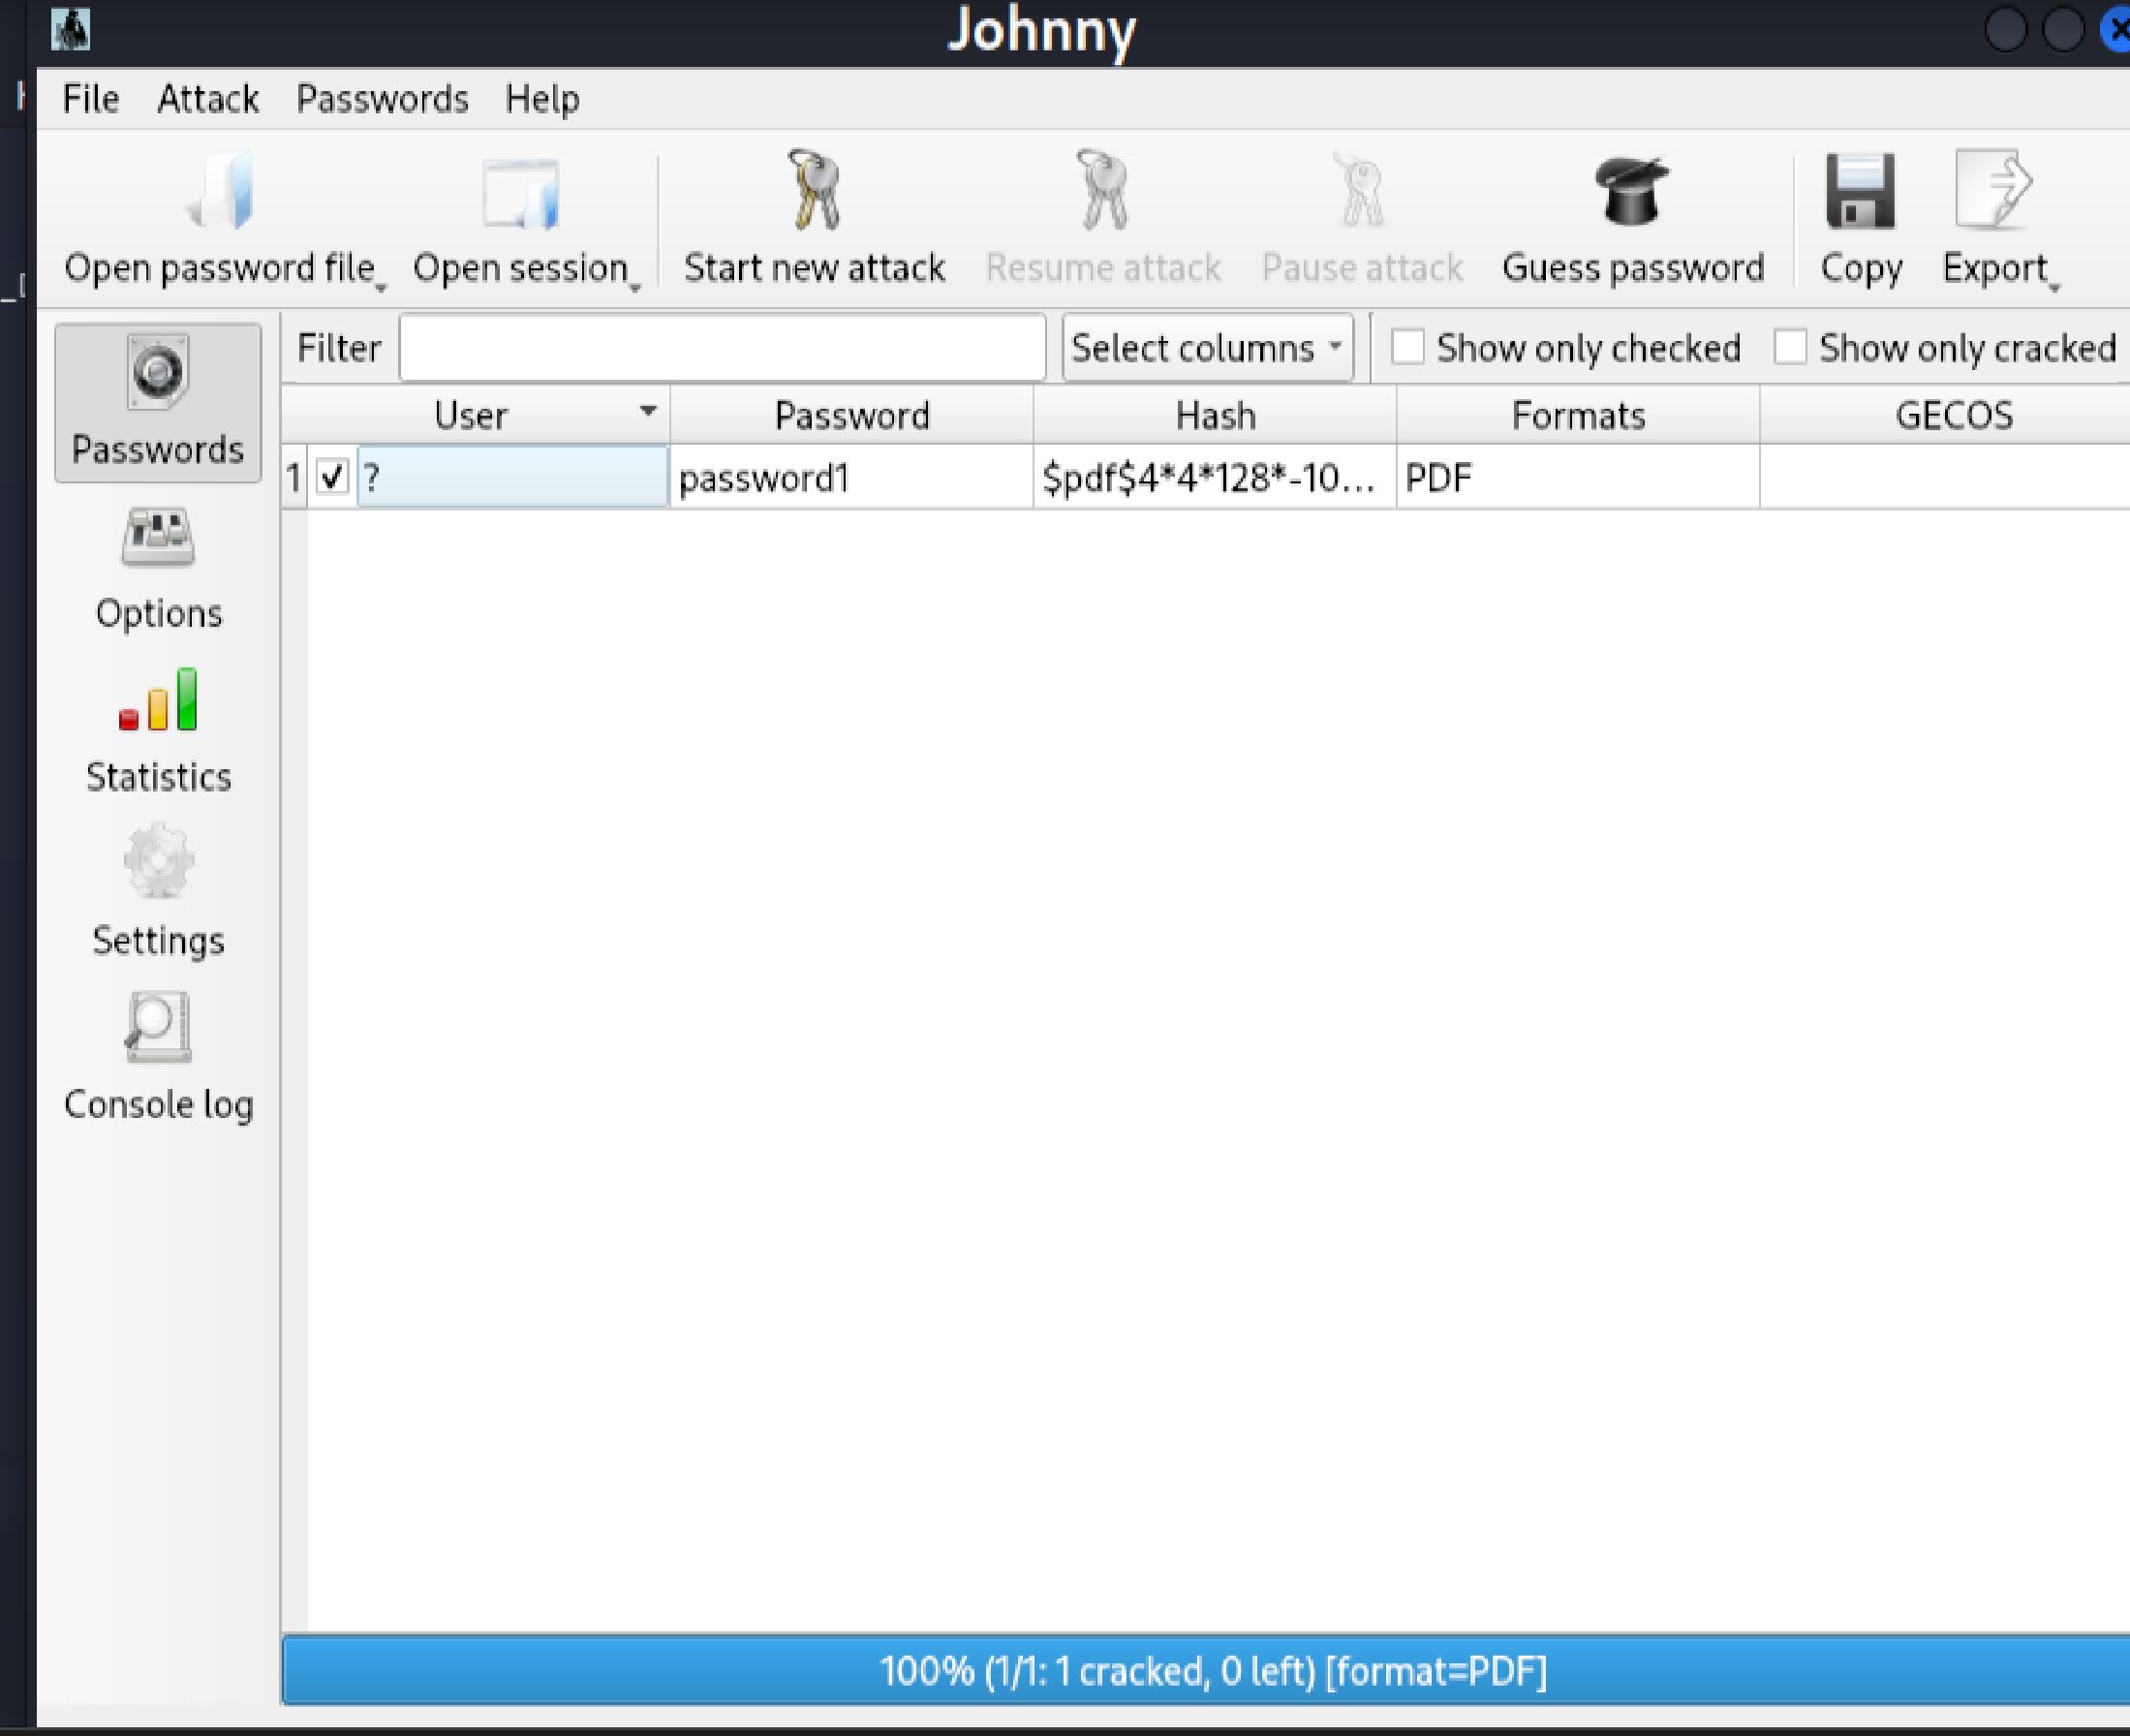 Johnny
File Attack Passwords Help
Open password file Open session Start new attack Resume attack Pause attack Guess password Copy Export
Filter Select columns Show only checked Show only cracked
User Password Hash Formats GECOS
1 ? password1 $pdf$4*4*128*-10... PDF
Passwords
Options
Statistics
Settings
Console log
100% (1/1: 1 cracked, 0 left) [format=PDF]